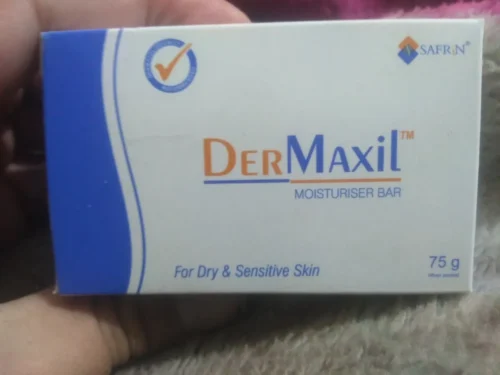 SAFRON®
DERMAXIL™
MOISTURISER BAR
For Dry & Sensitive Skin
75 g